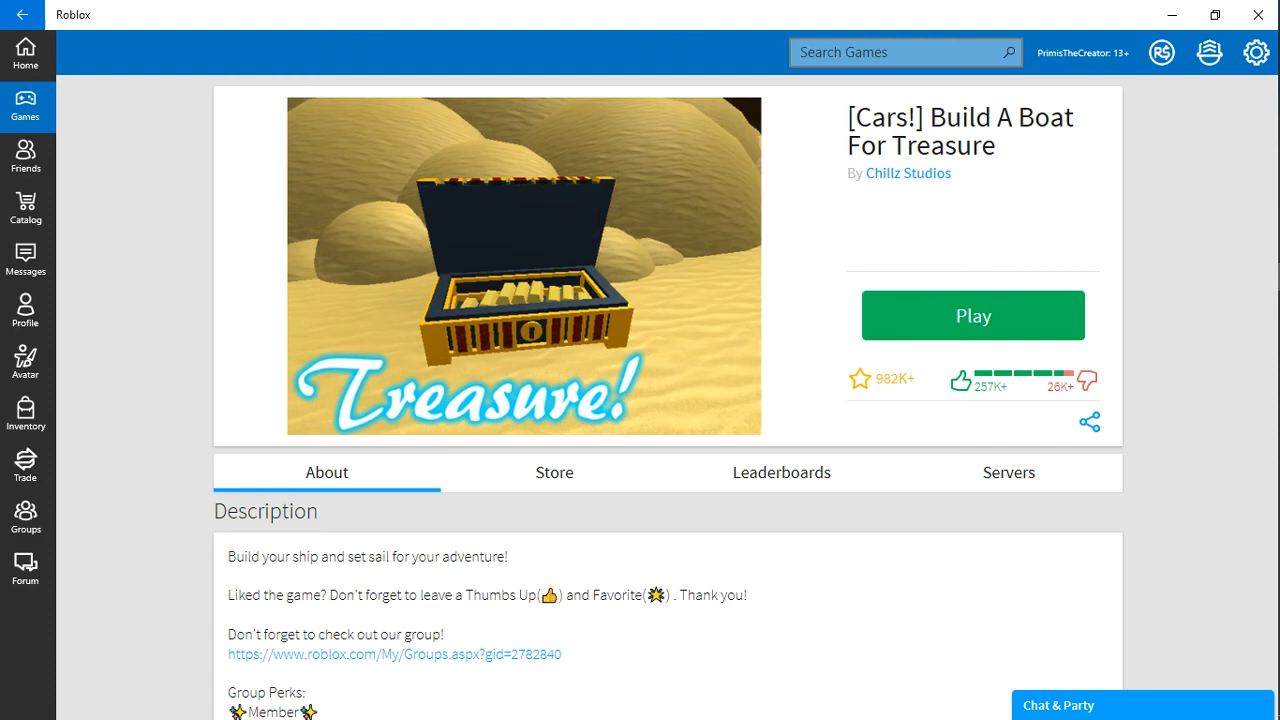 Roblox
Home
Games
Friends
Catalog
Messages
Profile
Avatar
Inventory
Trade
Groups
Forum
Search Games
PrimisTheCreator: 13+
R$
Treasure!
[Cars!] Build A Boat
For Treasure
By Chillz Studios
Play
982K+
257K+
26K+
About
Store
Leaderboards
Servers
Description
Build your ship and set sail for your adventure!
Liked the game? Don't forget to leave a Thumbs Up(👍) and Favorite(🌟) . Thank you!
Don't forget to check out our group!
https://www.roblox.com/My/Groups.aspx?gid=2782840
Group Perks:
✨Member✨
Chat & Party